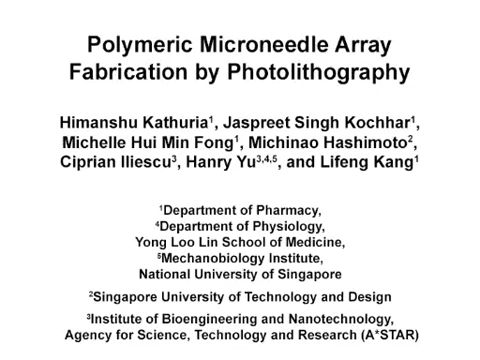 Polymeric Microneedle Array
Fabrication by Photolithography
Himanshu Kathuria¹, Jaspreet Singh Kochhar¹,
Michelle Hui Min Fong¹, Michinao Hashimoto²,
Ciprian Iliescu³, Hanry Yu³,⁴,⁵, and Lifeng Kang¹
¹Department of Pharmacy,
⁴Department of Physiology,
Yong Loo Lin School of Medicine,
⁵Mechanobiology Institute,
National University of Singapore
²Singapore University of Technology and Design
³Institute of Bioengineering and Nanotechnology,
Agency for Science, Technology and Research (A*STAR)